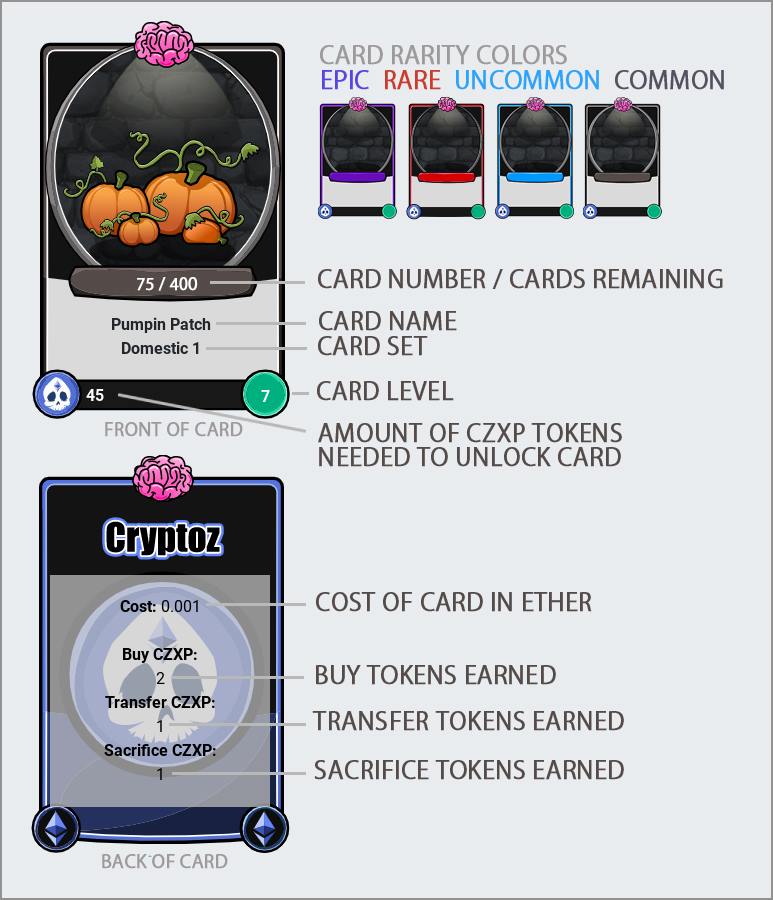 CARD RARITY COLORS
EPIC RARE UNCOMMON COMMON
75 / 400
CARD NUMBER / CARDS REMAINING
Pumpin Patch
CARD NAME
Domestic 1
CARD SET
45
7
CARD LEVEL
FRONT OF CARD
AMOUNT OF CZXP TOKENS
NEEDED TO UNLOCK CARD
Cryptoz
Cost: 0.001
COST OF CARD IN ETHER
Buy CZXP:
2
BUY TOKENS EARNED
Transfer CZXP:
1
TRANSFER TOKENS EARNED
Sacrifice CZXP:
1
SACRIFICE TOKENS EARNED
BACK OF CARD